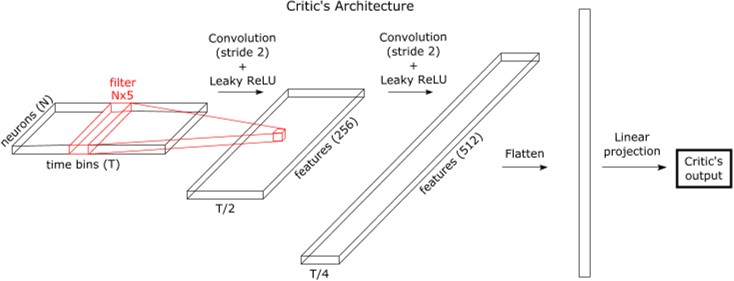 Critic's Architecture
Convolution
(stride 2)
+
Leaky ReLU
Convolution
(stride 2)
+
Leaky ReLU
filter
Nx5
neurons (N)
time bins (T)
features (256)
T/2
features (512)
T/4
Flatten
Linear
projection
Critic's
output